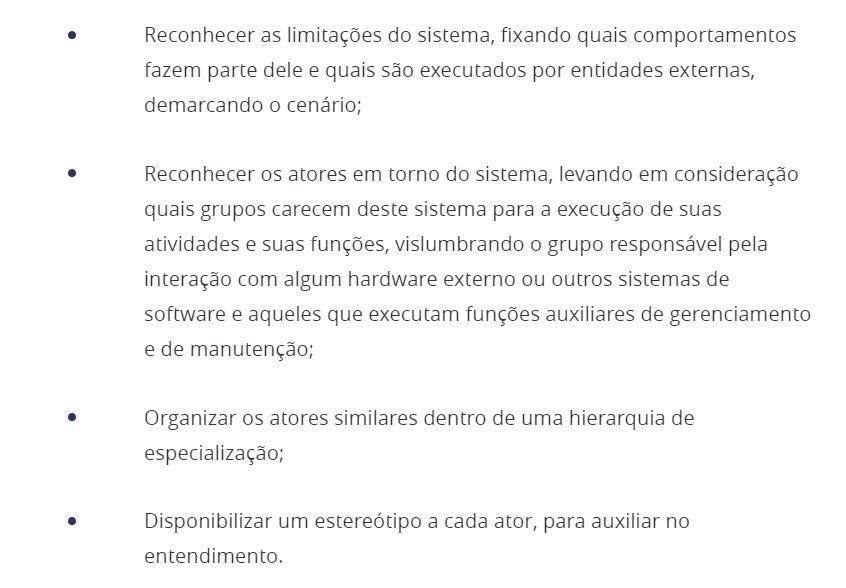 • Reconhecer as limitações do sistema, fixando quais comportamentos
fazem parte dele e quais são executados por entidades externas,
demarcando o cenário;
• Reconhecer os atores em torno do sistema, levando em consideração
quais grupos carecem deste sistema para a execução de suas
atividades e suas funções, vislumbrando o grupo responsável pela
interação com algum hardware externo ou outros sistemas de
software e aqueles que executam funções auxiliares de gerenciamento
e de manutenção;
• Organizar os atores similares dentro de uma hierarquia de
especialização;
• Disponibilizar um estereótipo a cada ator, para auxiliar no
entendimento.